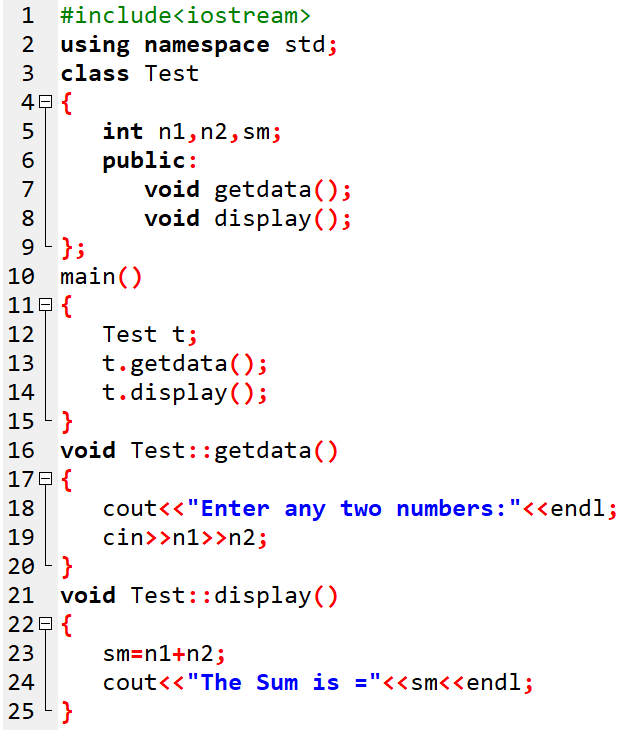 1 #include<iostream>
2 using namespace std;
3 class Test
4 {
5 int n1,n2,sm;
6 public:
7 void getdata();
8 void display();
9 };
10 main()
11 {
12 Test t;
13 t.getdata();
14 t.display();
15 }
16 void Test::getdata()
17 {
18 cout<<"Enter any two numbers:"<<endl;
19 cin>>n1>>n2;
20 }
21 void Test::display()
22 {
23 sm=n1+n2;
24 cout<<"The Sum is ="<<sm<<endl;
25 }